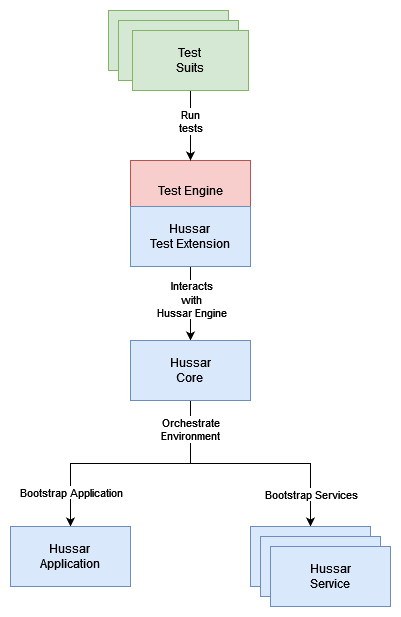 Test
Suits
Run
tests
Test Engine
Hussar
Test Extension
Interacts
with
Hussar Engine
Hussar
Core
Orchestrate
Environment
Bootstrap Application
Bootstrap Services
Hussar
Application
Hussar
Service